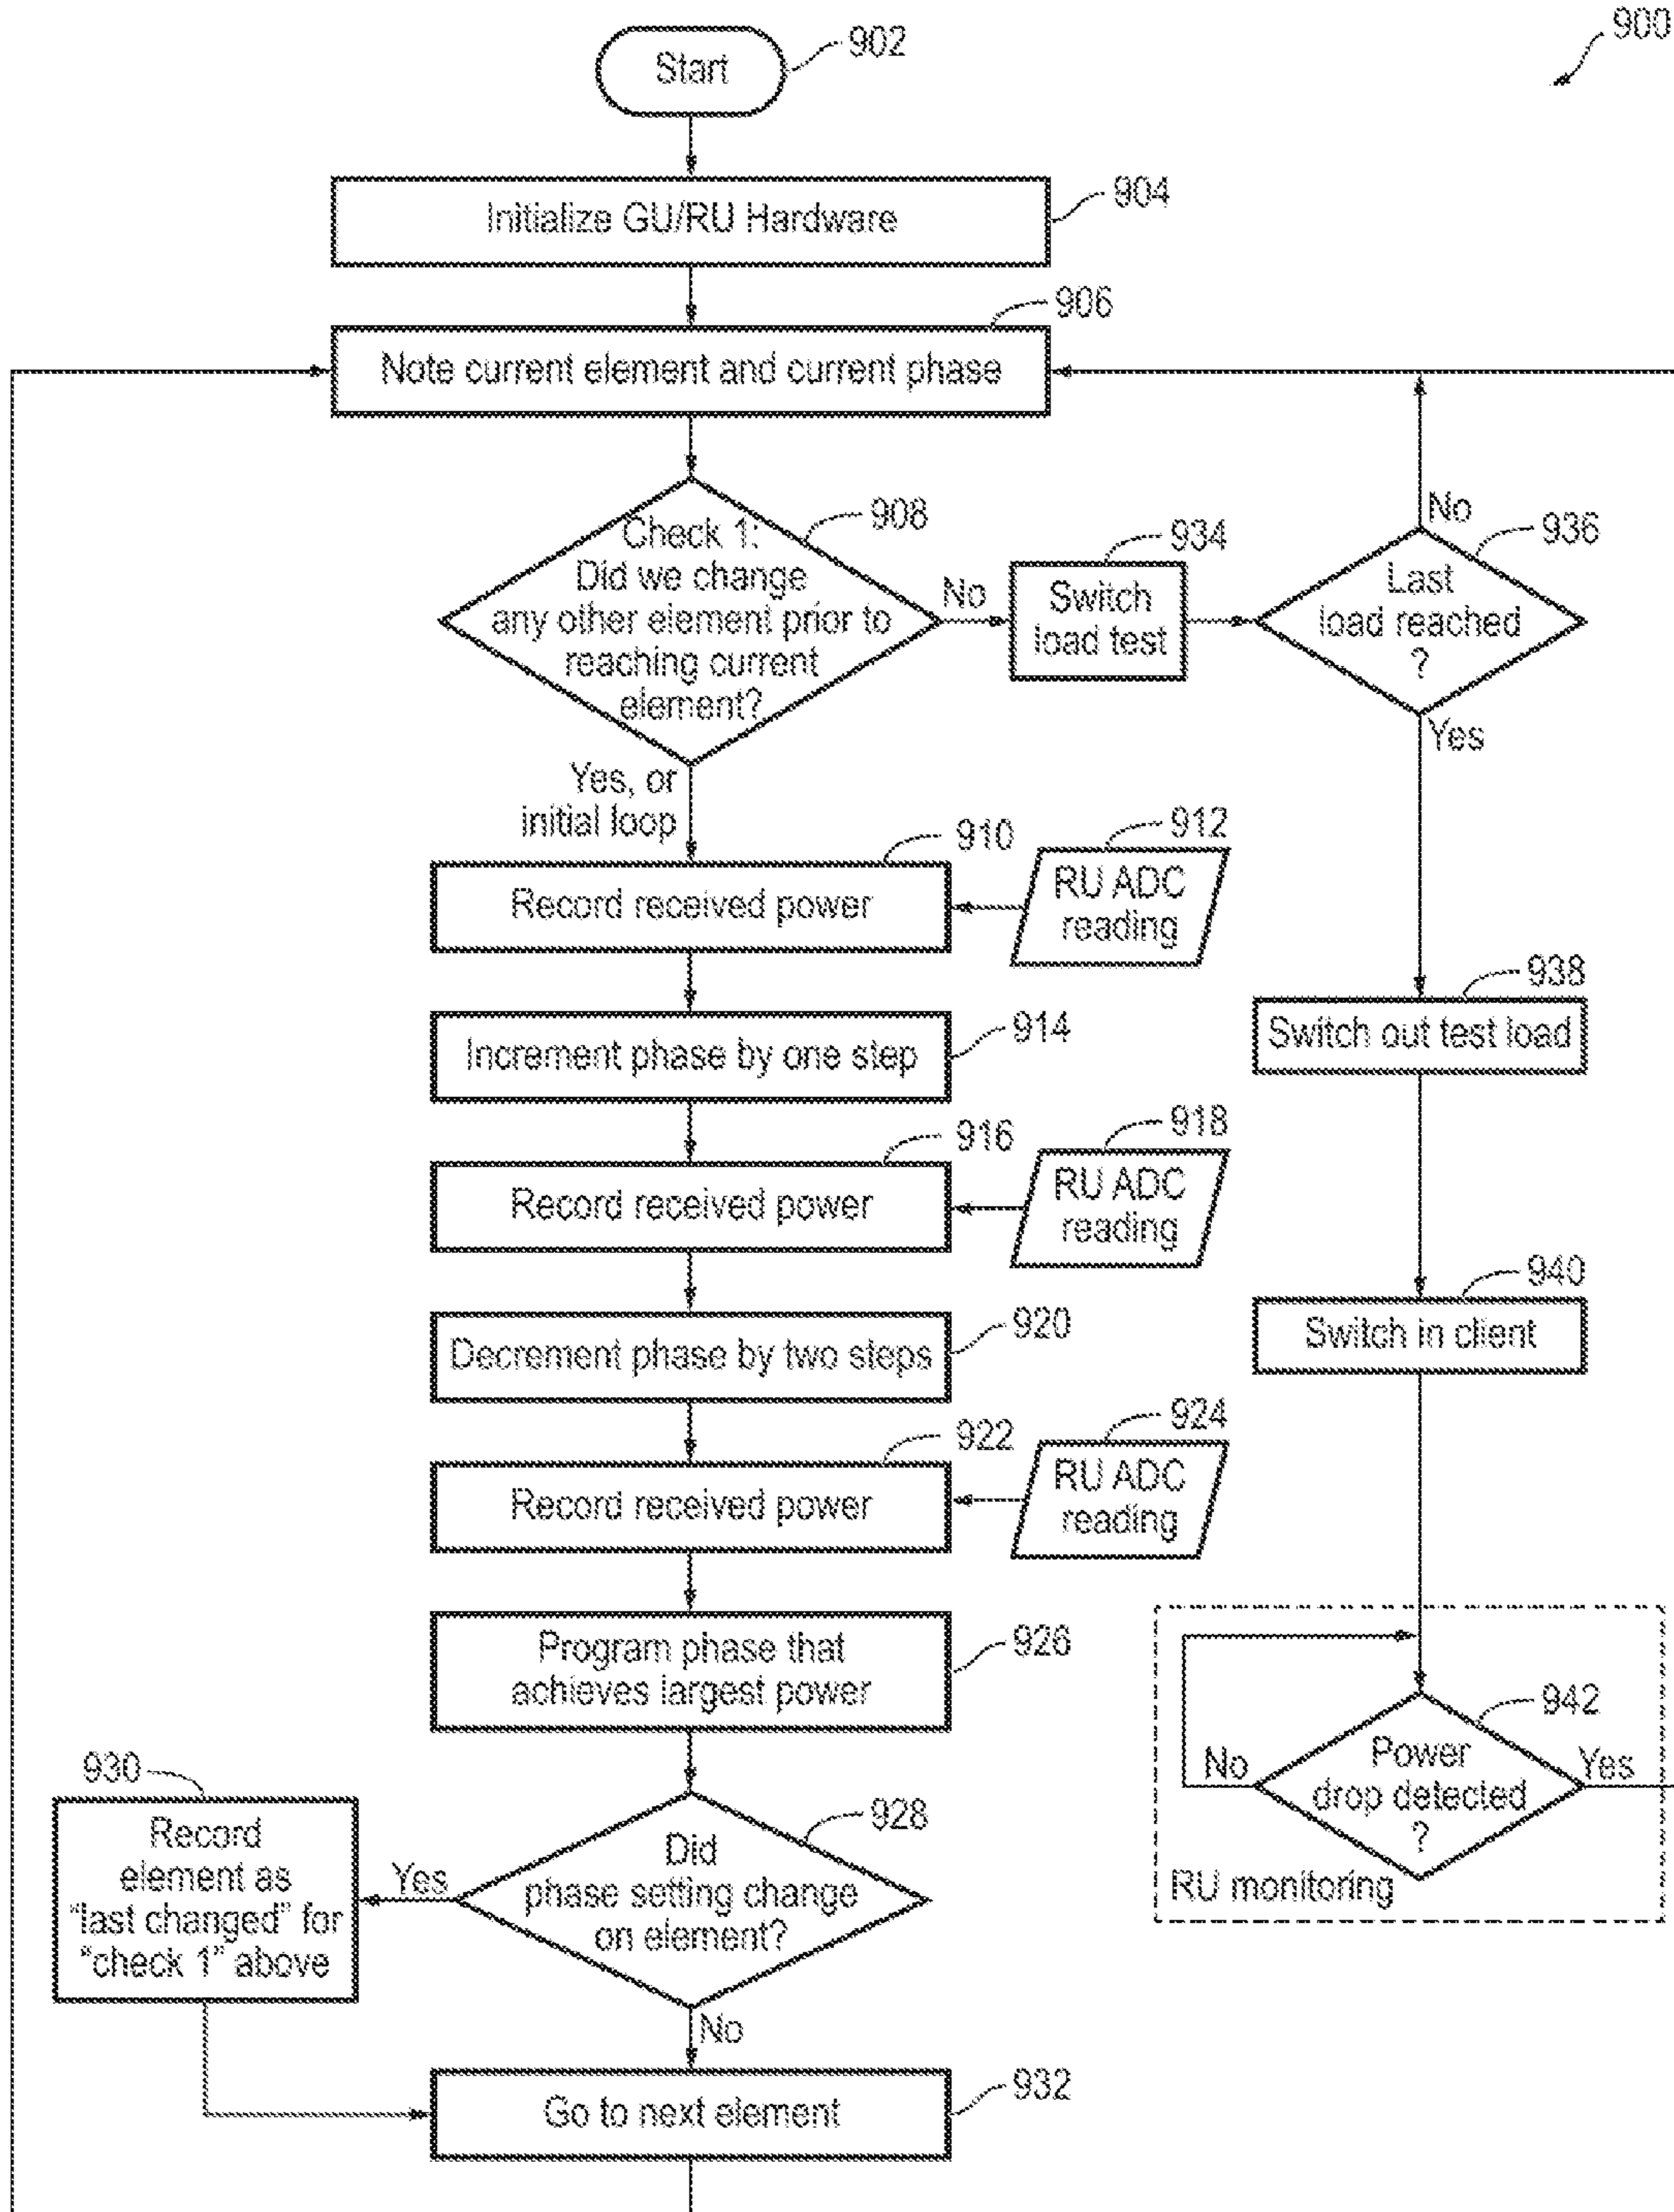 900
Start
902
Initialize GU/RU Hardware
904
906
Note current element and current phase
Check 1:
Did we change
any other element prior to
reaching current
element?
908
No
934
Switch
load test
No
936
Last
load reached
?
Yes
Yes, or
initial loop
910
Record received power
912
RU ADC
reading
914
Increment phase by one step
938
Switch out test load
916
Record received power
918
RU ADC
reading
920
Decrement phase by two steps
940
Switch in client
922
Record received power
924
RU ADC
reading
Program phase that
achieves largest power
926
942
No
Power
drop detected
?
Yes
RU monitoring
930
Record
element as
"last changed" for
"check 1" above
Yes
928
Did
phase setting change
on element?
No
Go to next element
932